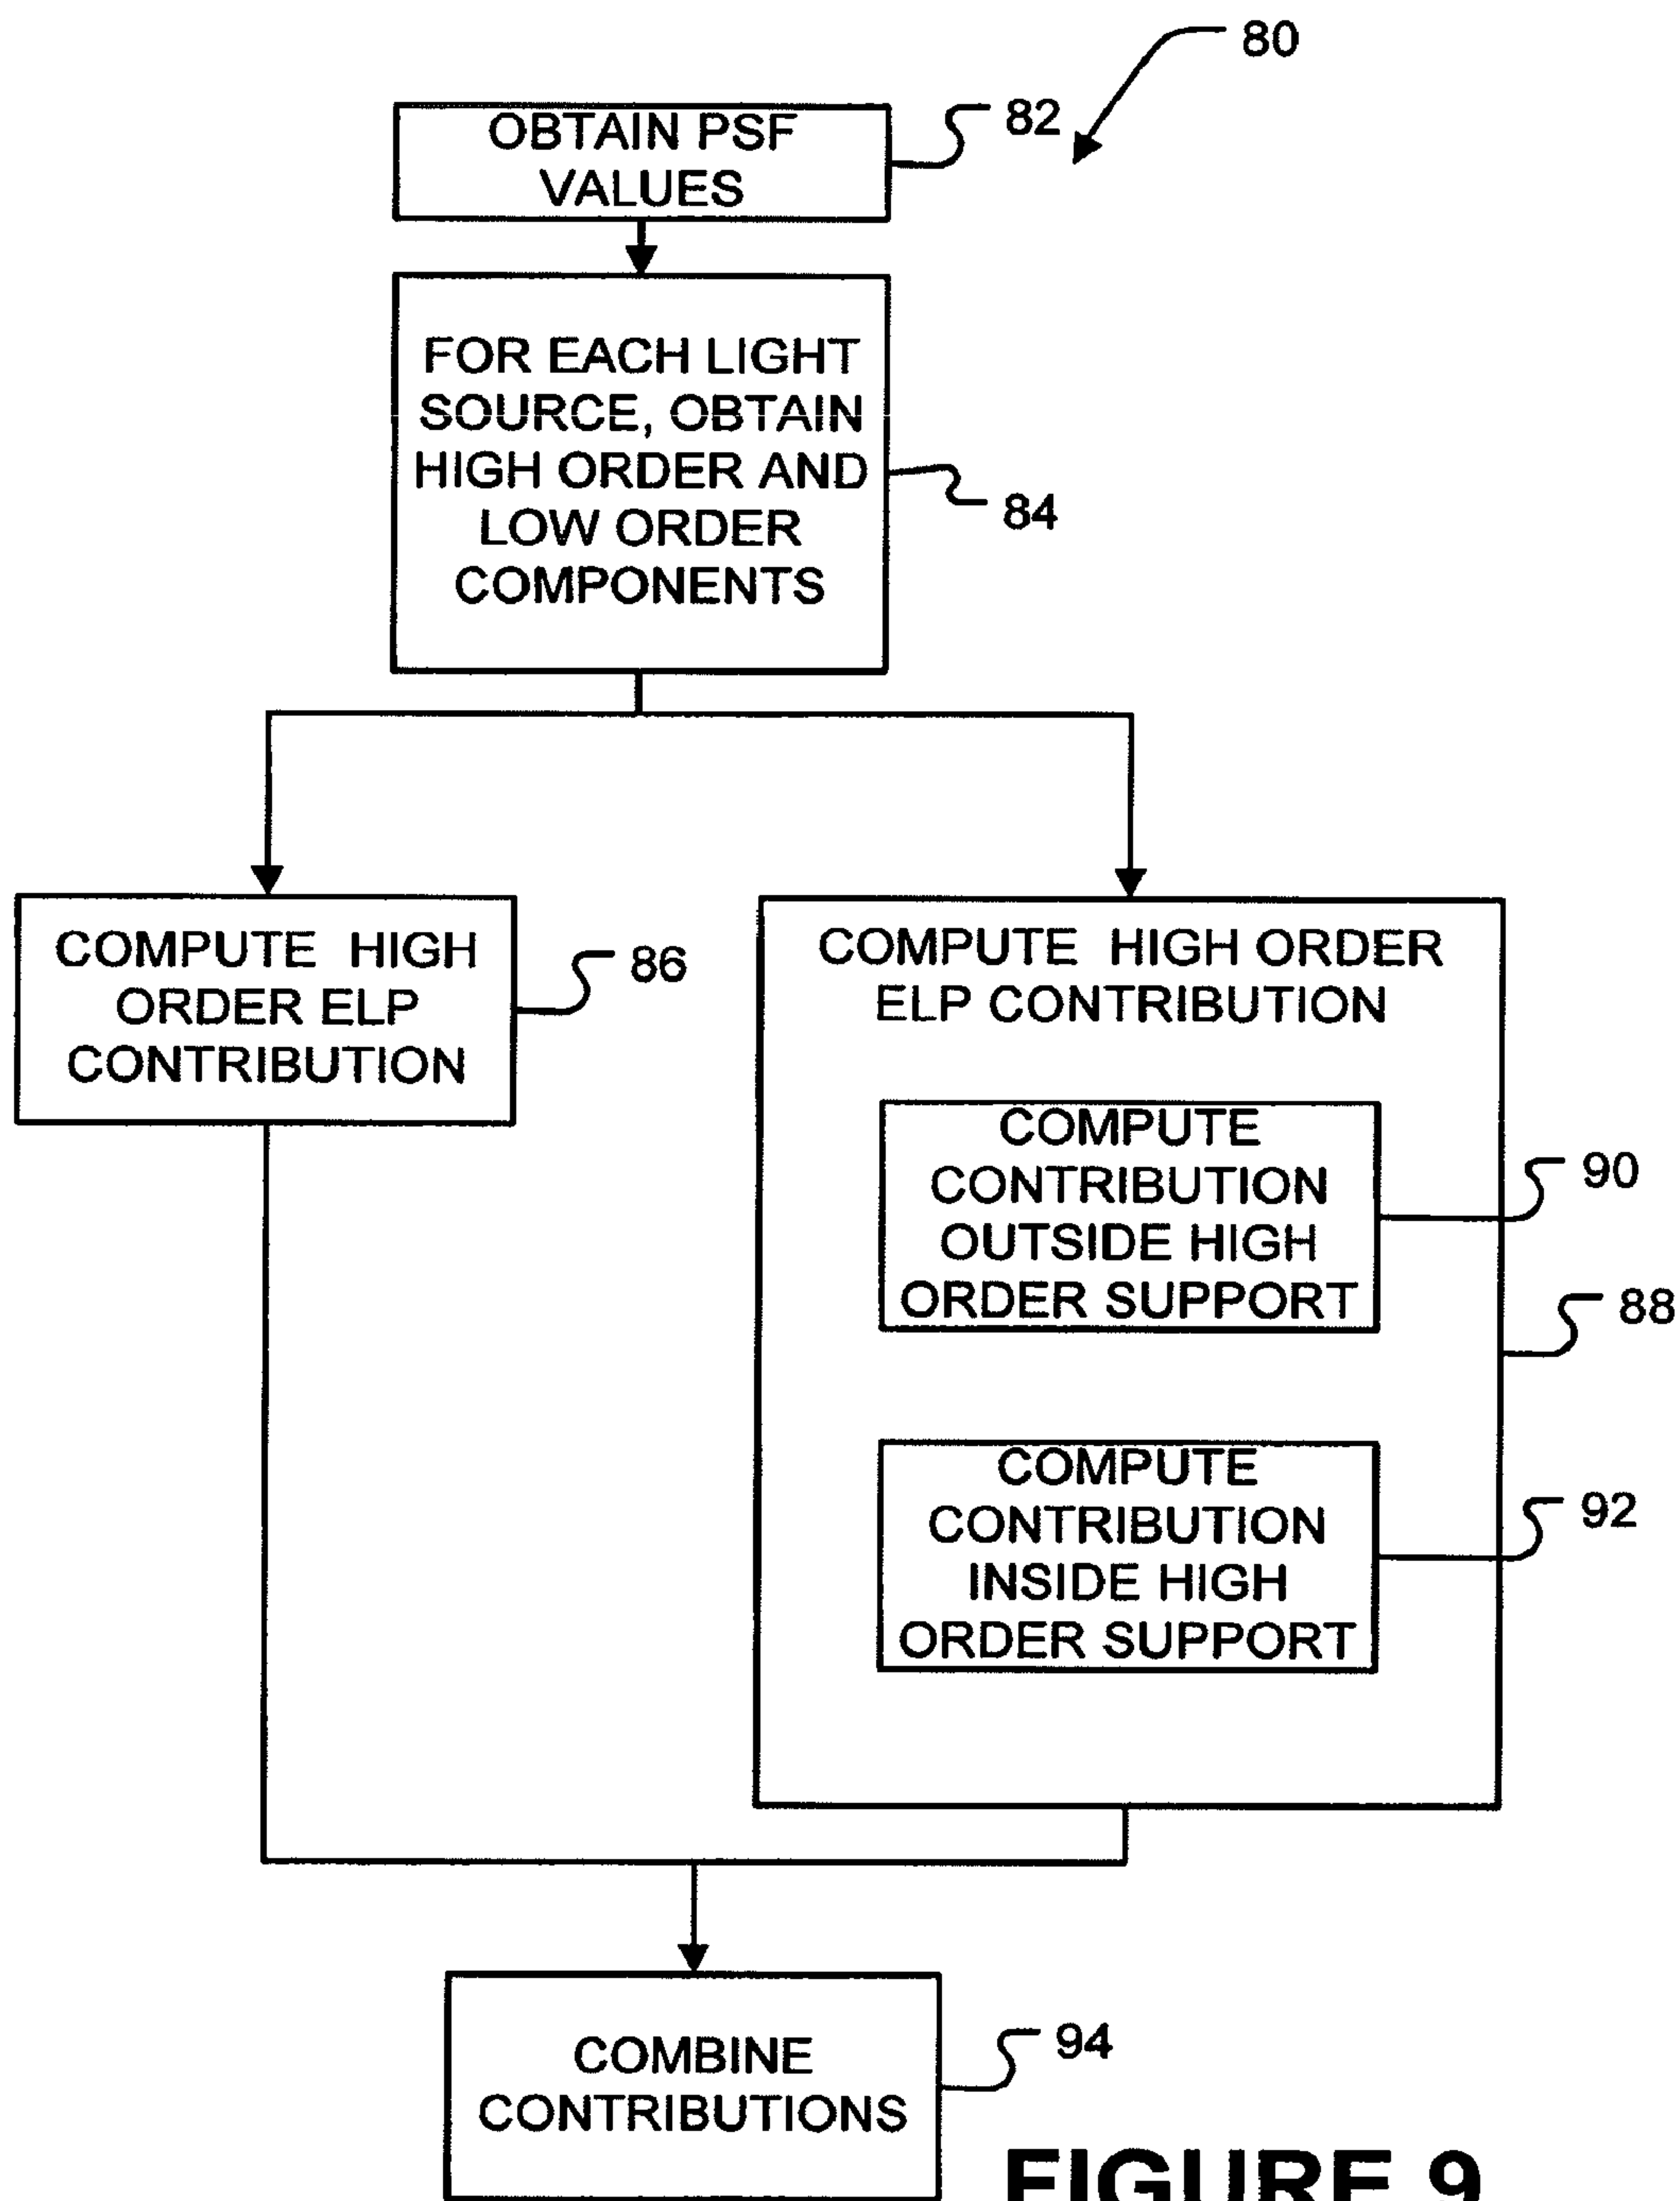 80
OBTAIN PSF
VALUES
82
FOR EACH LIGHT
SOURCE, OBTAIN
HIGH ORDER AND
LOW ORDER
COMPONENTS
84
COMPUTE HIGH
ORDER ELP
CONTRIBUTION
86
COMPUTE HIGH ORDER
ELP CONTRIBUTION
COMPUTE
CONTRIBUTION
OUTSIDE HIGH
ORDER SUPPORT
90
88
COMPUTE
CONTRIBUTION
INSIDE HIGH
ORDER SUPPORT
92
COMBINE
CONTRIBUTIONS
94
FIGURE 9